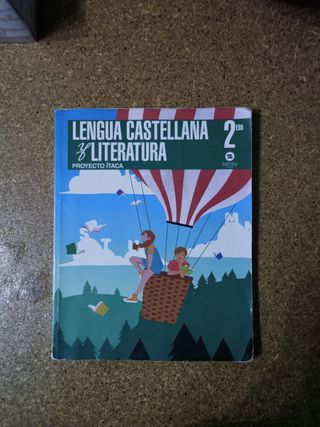 LENGUA CASTELLANA
y LITERATURA
PROYECTO ÍTACA
2 ESO